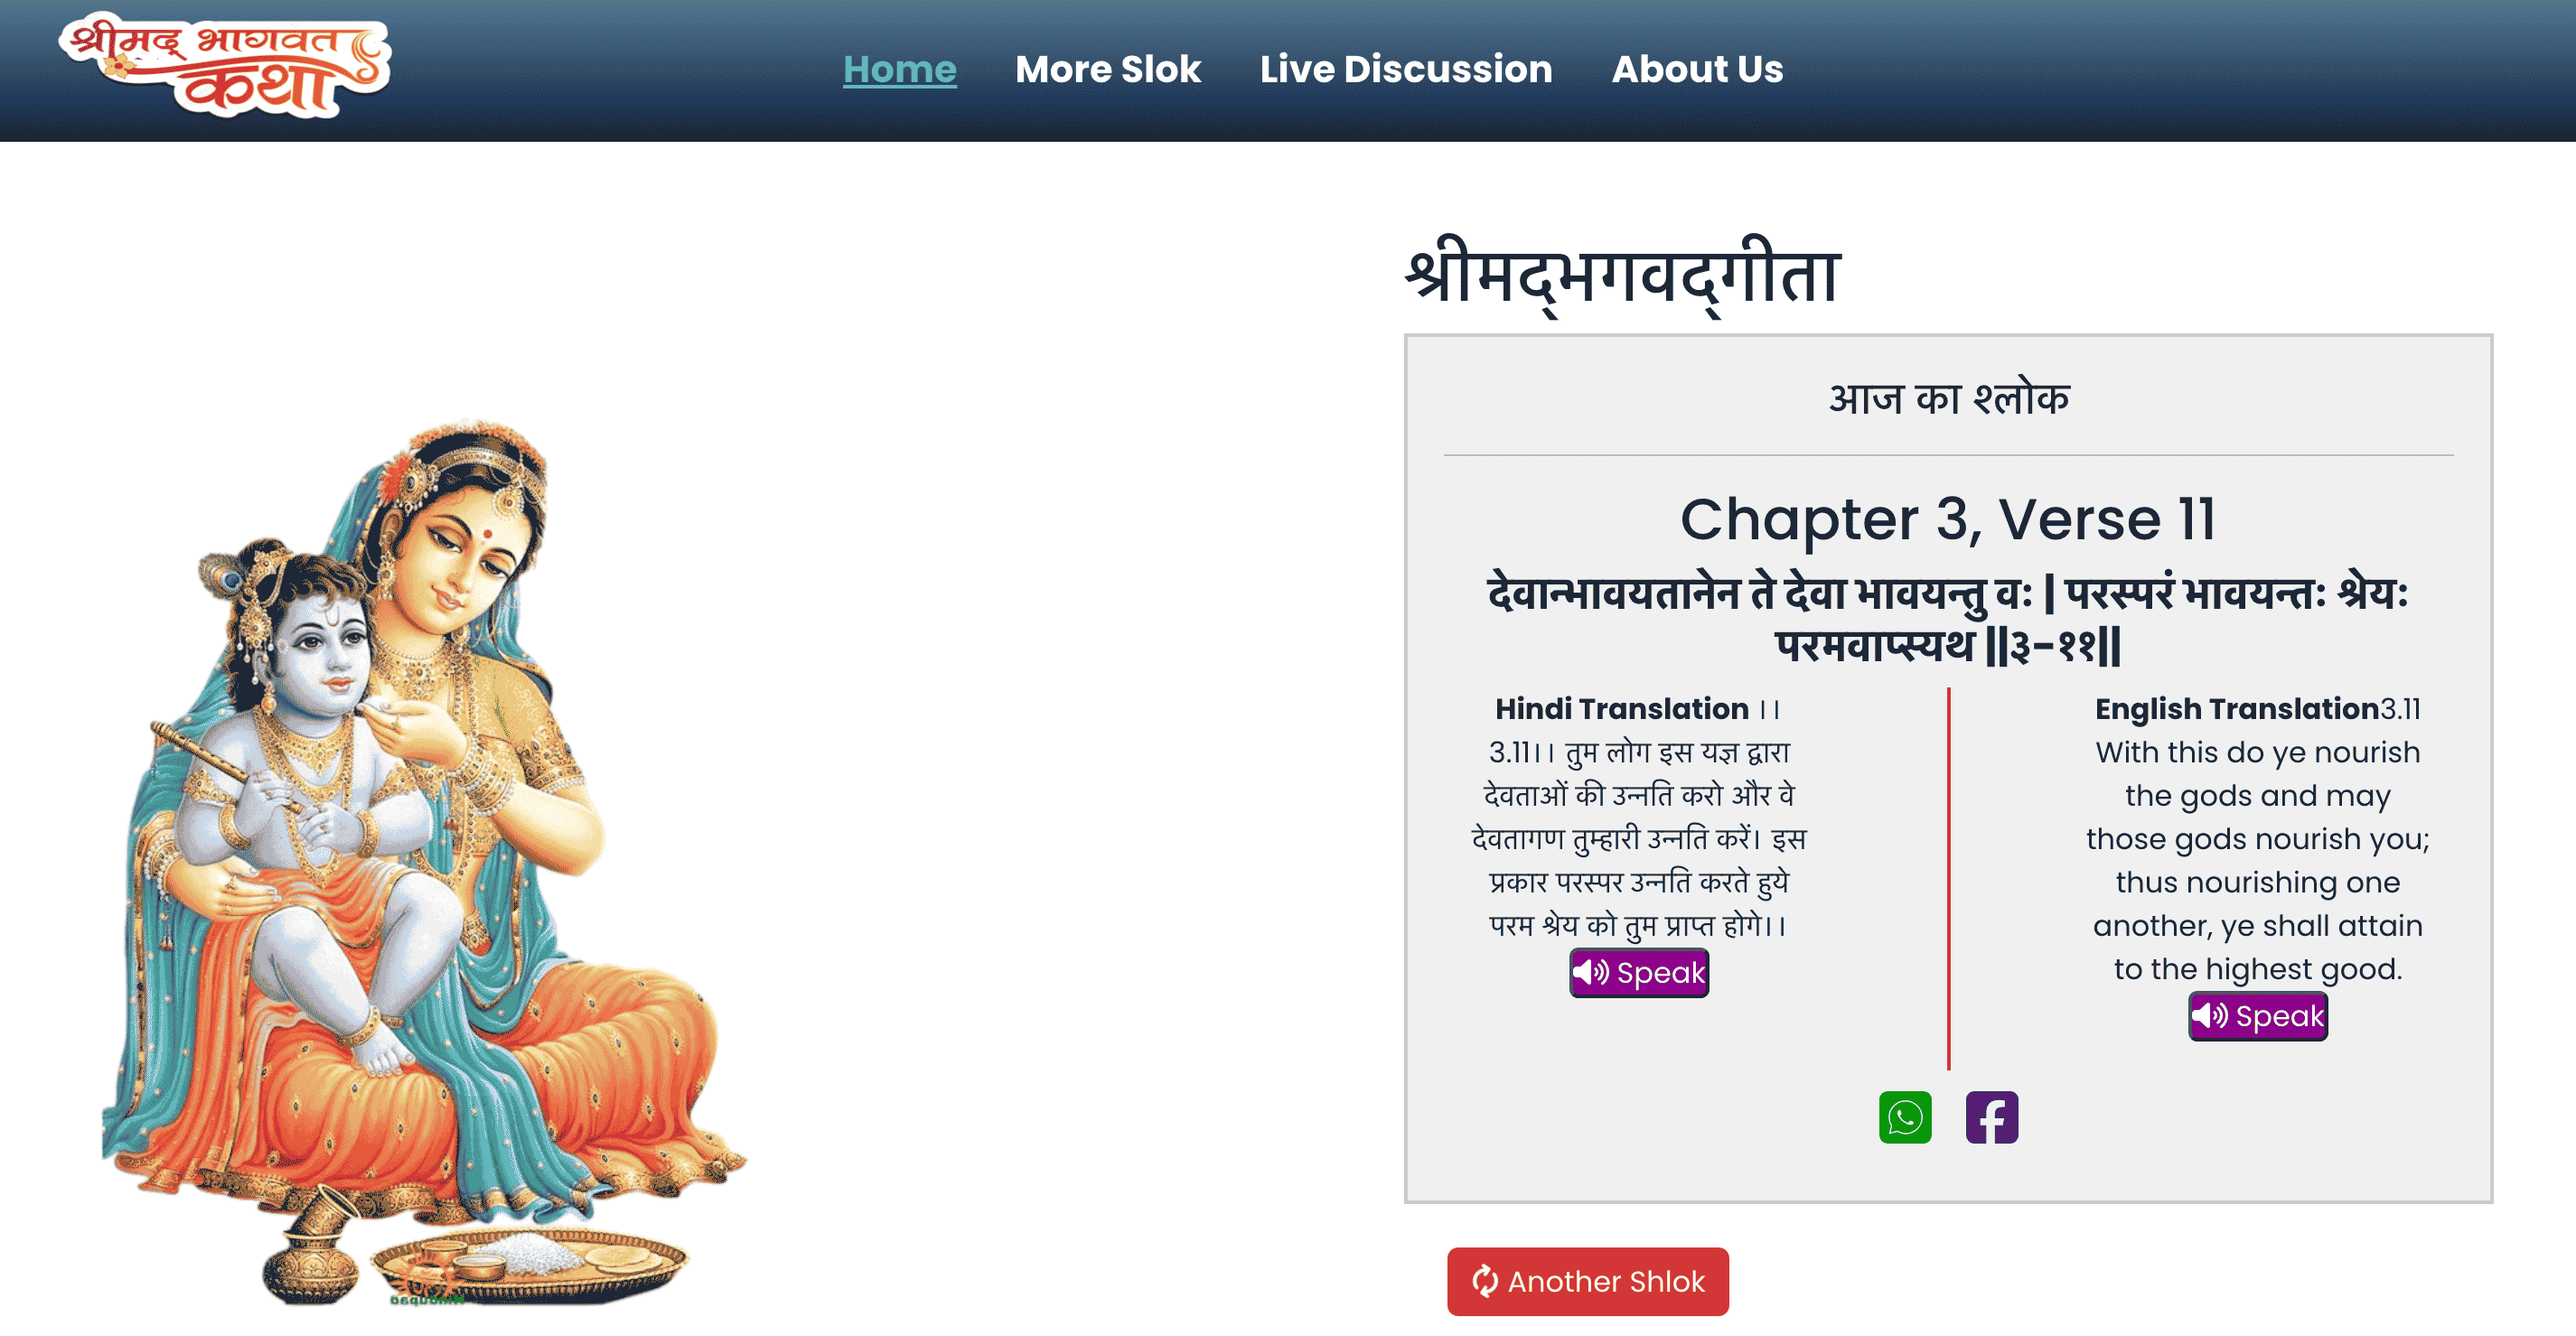 श्रीमद् भागवत
कथा
Home
More Slok
Live Discussion
About Us
श्रीमद्‌भगवद्‌गीता
आज का श्लोक
Chapter 3, Verse 11
देवान्भावयतानेन ते देवा भावयन्तु वः | परस्परं भावयन्तः श्रेयः
परमवाप्स्यथ ||३-११||
Hindi Translation ।।
3.11।। तुम लोग इस यज्ञ द्वारा
देवताओं की उन्नति करो और वे
देवतागण तुम्हारी उन्नति करें। इस
प्रकार परस्पर उन्नति करते हुये
परम श्रेय को तुम प्राप्त होगे।।
Speak
English Translation3.11
With this do ye nourish
the gods and may
those gods nourish you;
thus nourishing one
another, ye shall attain
to the highest good.
Speak
Another Shlok